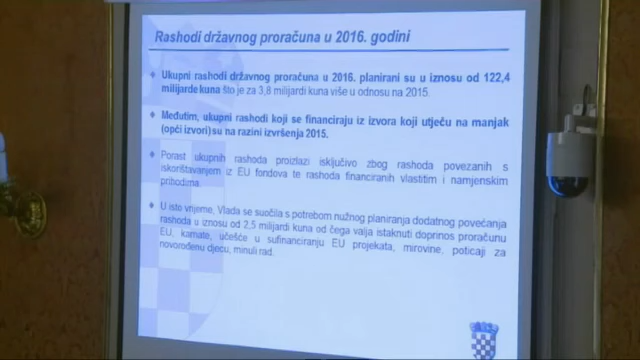 Rashodi državnog proračuna u 2016. godini
Ukupni rashodi državnog proračuna u 2016. planirani su u iznosu od 122,4
milijarde kuna što je za 3,8 milijardi kuna više u odnosu na 2015.
Međutim, ukupni rashodi koji se financiraju iz izvora koji utječu na manjak
(opći izvori) su na razini izvršenja 2015.
Porast ukupnih rashoda proizlazi isključivo zbog rashoda povezanih s
iskorištavanjem iz EU fondova te rashoda financiranih vlastitim i namjenskim
prihodima.
U isto vrijeme, Vlada se suočila s potrebom nužnog planiranja dodatnog povećanja
rashoda u iznosu od 2,5 milijardi kuna od čega valja istaknuti doprinos proračunu
EU, kamate, učešće u sufinanciranju EU projekata, mirovine, poticaji za
novorođenu djecu, minuli rad.